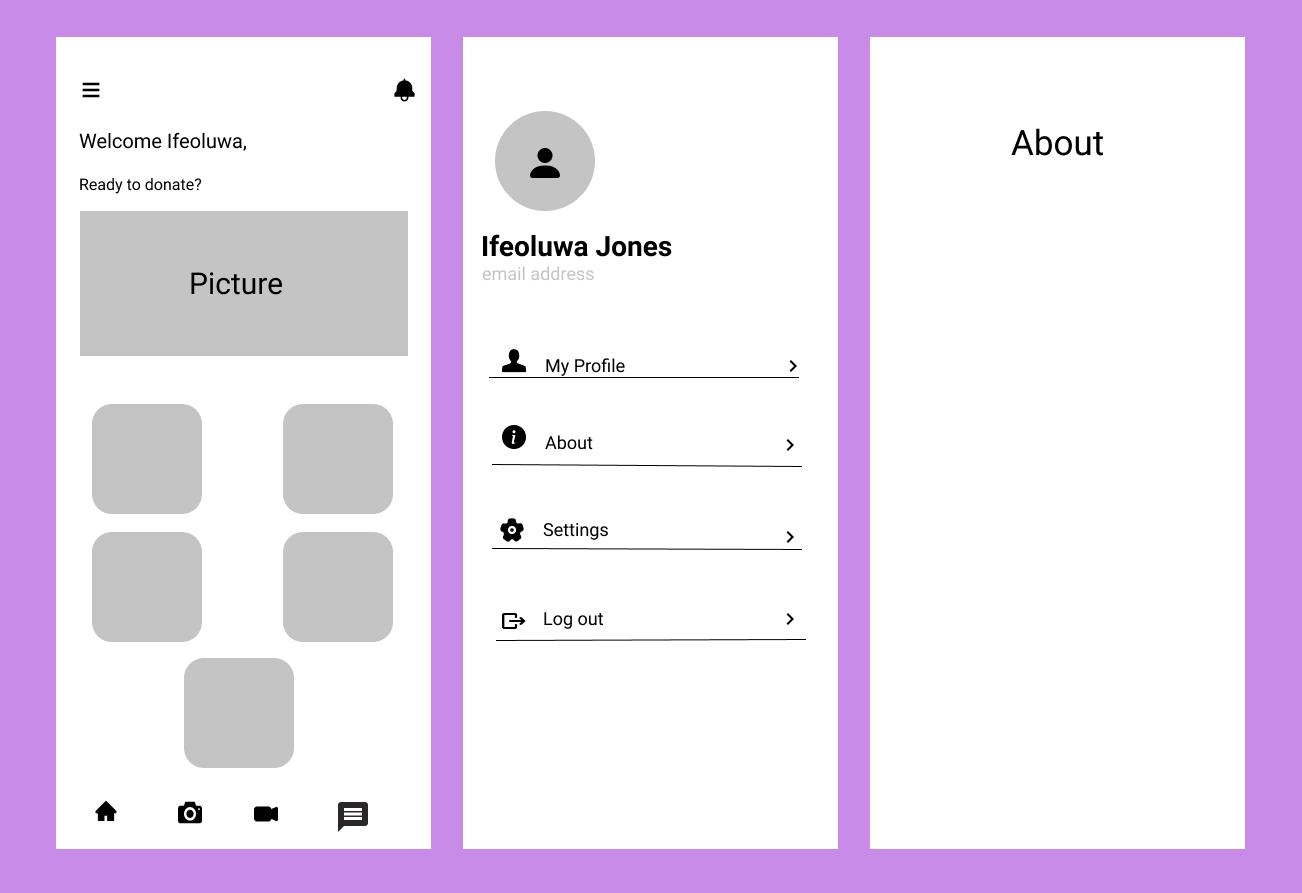 Welcome Ifeoluwa,
Ready to donate?
Picture
Ifeoluwa Jones
email address
My Profile
About
Settings
Log out
About